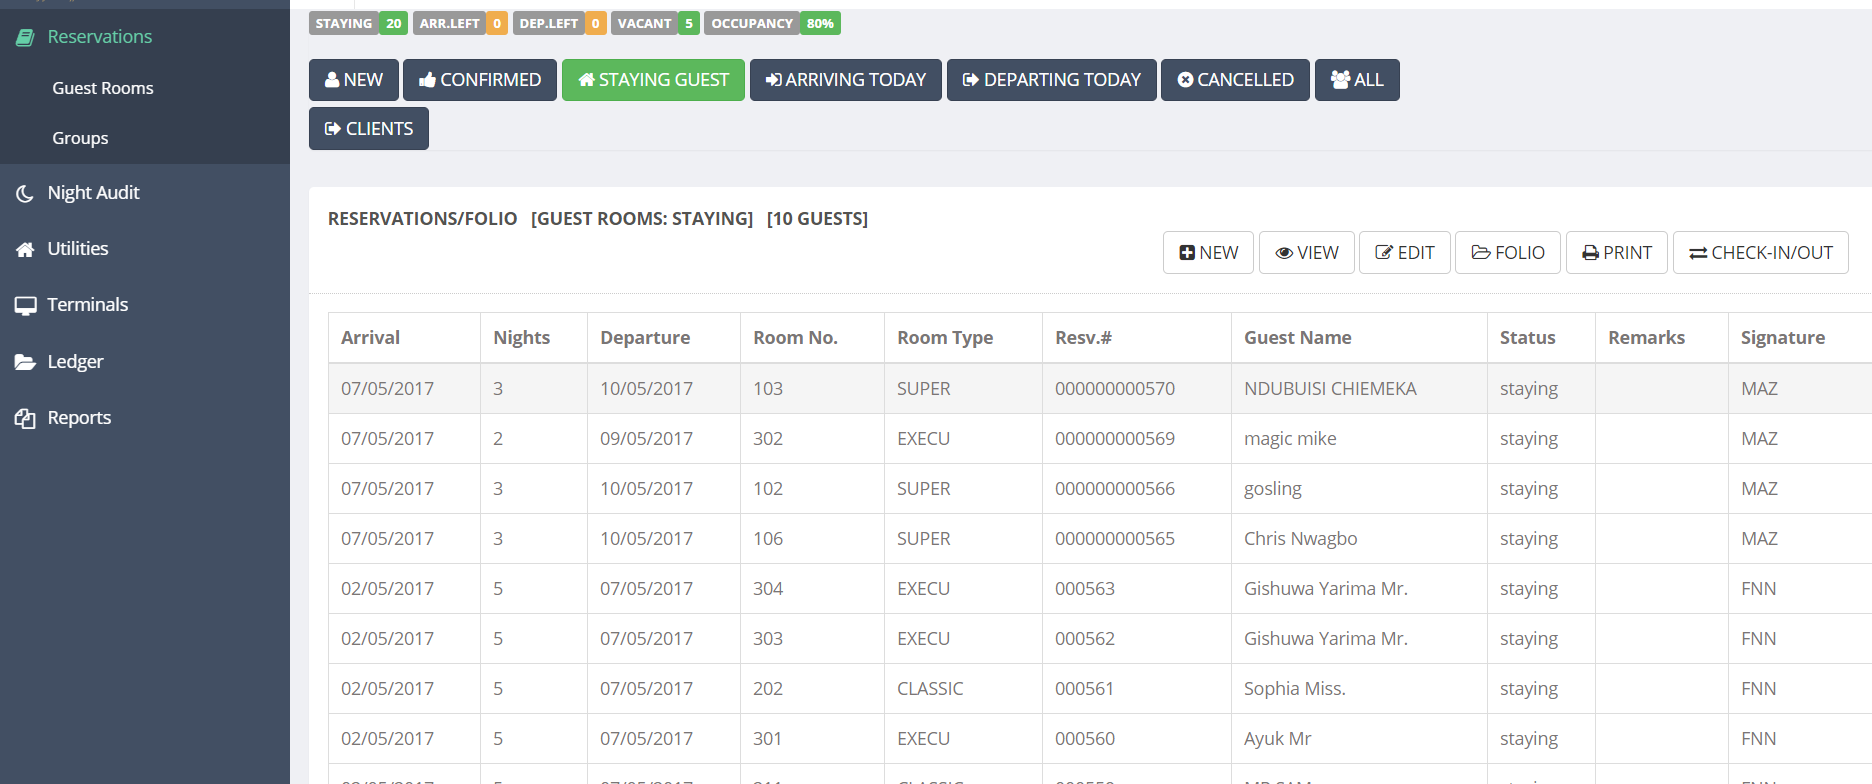 Reservations
Guest Rooms
Groups
Night Audit
Utilities
Terminals
Ledger
Reports
STAYING 20 ARR.LEFT 0 DEP.LEFT 0 VACANT 5 OCCUPANCY 80%
NEW CONFIRMED STAYING GUEST ARRIVING TODAY DEPARTING TODAY CANCELLED ALL
CLIENTS
RESERVATIONS/FOLIO [GUEST ROOMS: STAYING] [10 GUESTS]
NEW VIEW EDIT FOLIO PRINT CHECK-IN/OUT
Arrival Nights Departure Room No. Room Type Resv.# Guest Name Status Remarks Signature
07/05/2017 3 10/05/2017 103 SUPER 000000000570 NDUBUISI CHIEMEKA staying MAZ
07/05/2017 2 09/05/2017 302 EXECU 000000000569 magic mike staying MAZ
07/05/2017 3 10/05/2017 102 SUPER 000000000566 gosling staying MAZ
07/05/2017 3 10/05/2017 106 SUPER 000000000565 Chris Nwagbo staying MAZ
02/05/2017 5 07/05/2017 304 EXECU 000563 Gishuwa Yarima Mr. staying FNN
02/05/2017 5 07/05/2017 303 EXECU 000562 Gishuwa Yarima Mr. staying FNN
02/05/2017 5 07/05/2017 202 CLASSIC 000561 Sophia Miss. staying FNN
02/05/2017 5 07/05/2017 301 EXECU 000560 Ayuk Mr staying FNN